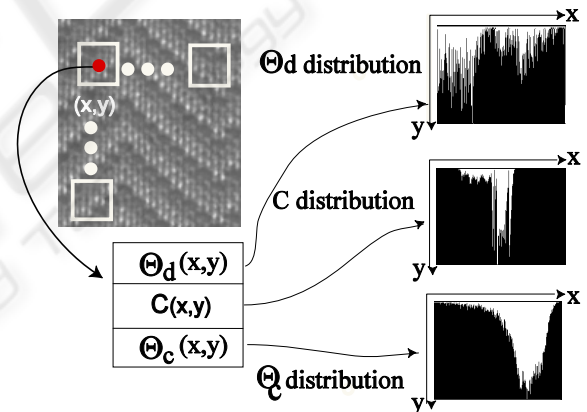 (x,y)
Θd (x,y)
C(x,y)
Θc (x,y)
Θd distribution
x
y
C distribution
x
y
Θc distribution
x
y